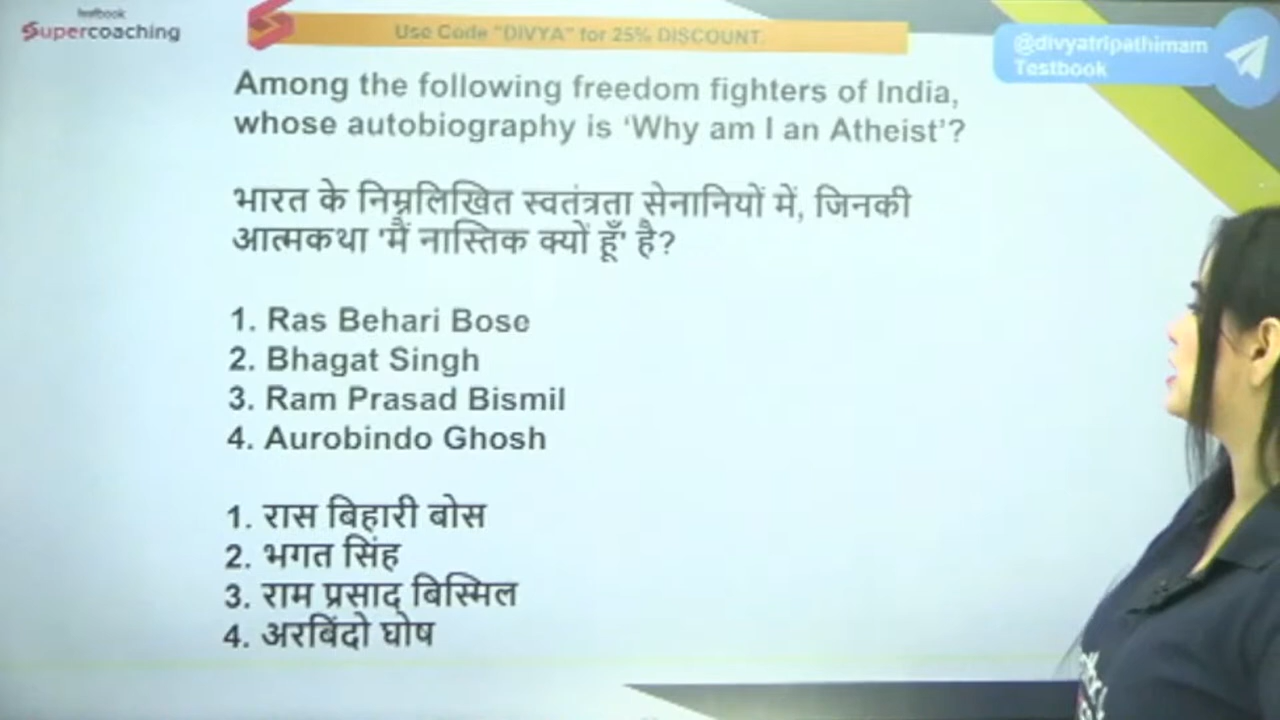 testbook
Supercoaching
Use Code "DIVYA" for 25% DISCOUNT.
@divyatripathimam
Testbook
Among the following freedom fighters of India,
whose autobiography is ‘Why am I an Atheist’?
भारत के निम्नलिखित स्वतंत्रता सेनानियों में, जिनकी
आत्मकथा 'मैं नास्तिक क्यों हूँ' है?
1. Ras Behari Bose
2. Bhagat Singh
3. Ram Prasad Bismil
4. Aurobindo Ghosh
1. रास बिहारी बोस
2. भगत सिंह
3. राम प्रसाद बिस्मिल
4. अरबिंदो घोष